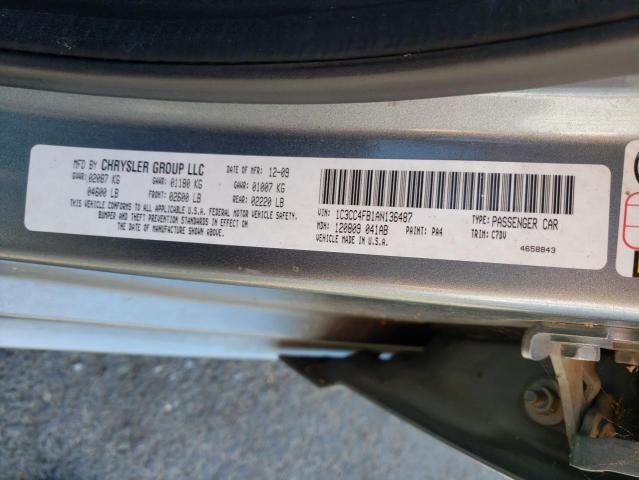 MFD BY CHRYSLER GROUP LLC DATE OF MFR 12-09
GVWR: 02087 KG GAWR: 01180 KG GAWR: 01007 KG
04600 LB FRONT: 02600 LB REAR: 02220 LB
THIS VEHICLE CONFORMS TO ALL APPLICABLE U.S.A. FEDERAL MOTOR VEHICLE SAFETY,
BUMPER, AND THEFT PREVENTION STANDARDS IN EFFECT ON
THE DATE OF MANUFACTURE SHOWN ABOVE.
VIN: 1C3CC4FB1AN136487 TYPE: PASSENGER CAR
MDH: 120809 041AB PAINT: PA4 TRIM: C7DV
VEHICLE MADE IN U.S.A. 4658843